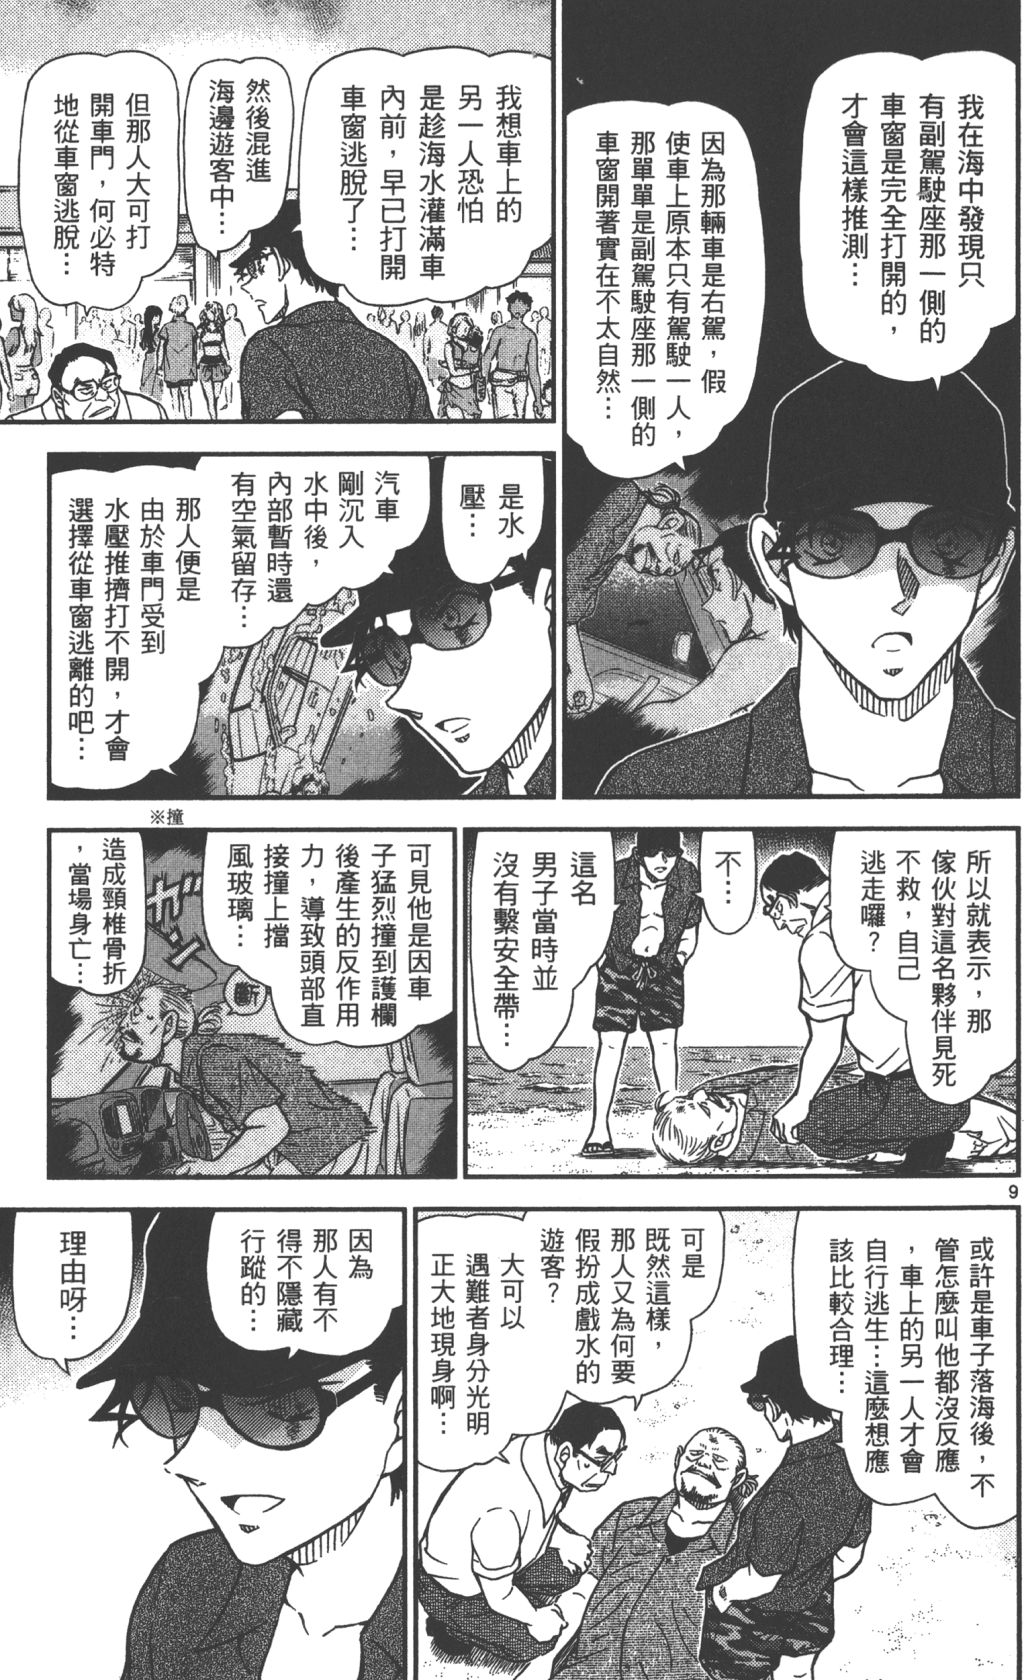 我在海中發現只
有副駕駛座那一側的
車窗是完全打開的，
才會這樣推測⋯
因為那輛車是右駕，假
使車上原本只有駕駛一人，
那單單是副駕駛座那一側的
車窗開著實在不太自然⋯
我想車上的
另一人恐怕
是趁海水灌滿車
內前，早已打開
車窗逃脫了⋯
然後混進
海邊遊客中⋯
但那人大可打
開車門，何必特
地從車窗逃脫⋯
是水
壓⋯
汽車
剛沉入
水中後，
內部暫時還
有空氣留存⋯
那人便是
由於車門受到
水壓推擠打不開，才會
選擇從車窗逃離的吧⋯
所以就表示，那
傢伙對這名夥伴見死
不救，自己
逃走囉？
不⋯
這名
男子當時並
沒有繫安全帶⋯
可見他是因車
子猛烈撞到護欄
後產生的反作用
力，導致頭部直
接撞上擋
風玻璃⋯
※撞
ガンッ
斷
造成頸椎骨折
，當場身亡⋯
9
或許是車子落海後，不
管怎麼叫他都沒反應
，車上的另一人才會
自行逃生⋯這麼想應
該比較合理⋯
可是
既然這樣，
那人又為何要
假扮成戲水的
遊客？
大可以
遇難者身分光明
正大地現身啊⋯
因為
那人有不
得不隱藏
行蹤的⋯
理由呀⋯